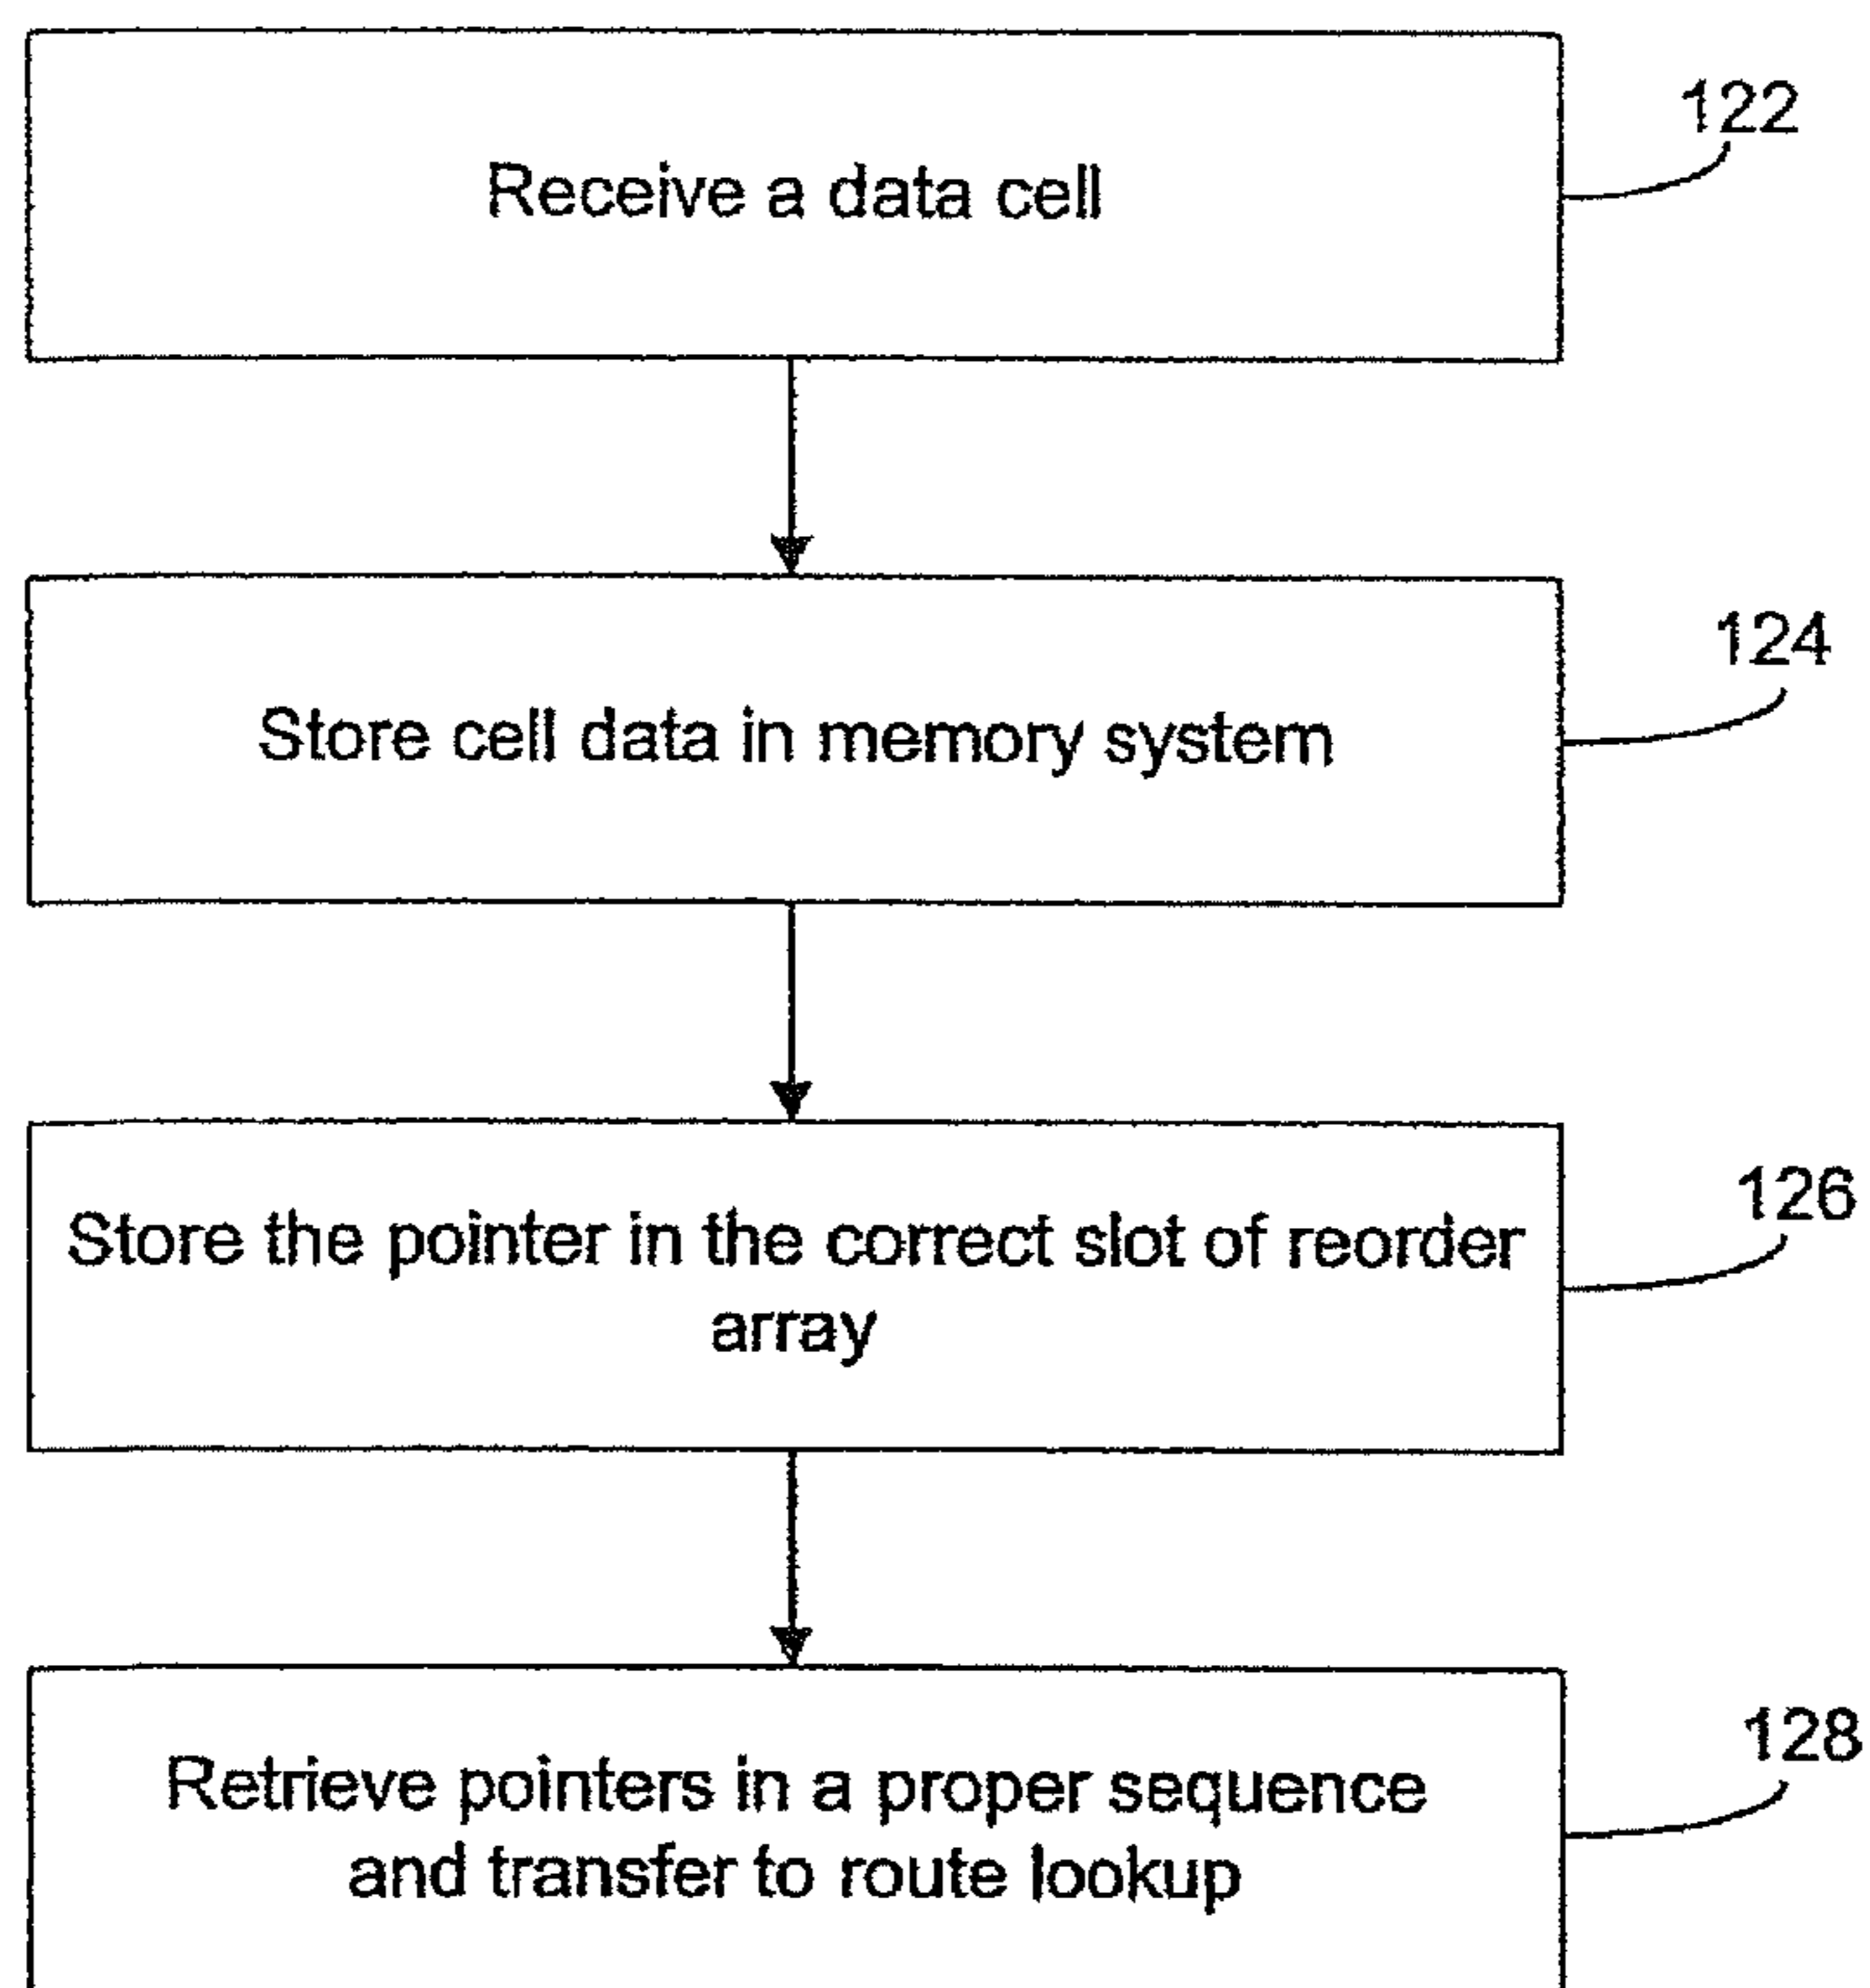 Receive a data cell
122
Store cell data in memory system
124
Store the pointer in the correct slot of reorder
array
126
Retrieve pointers in a proper sequence
and transfer to route lookup
128